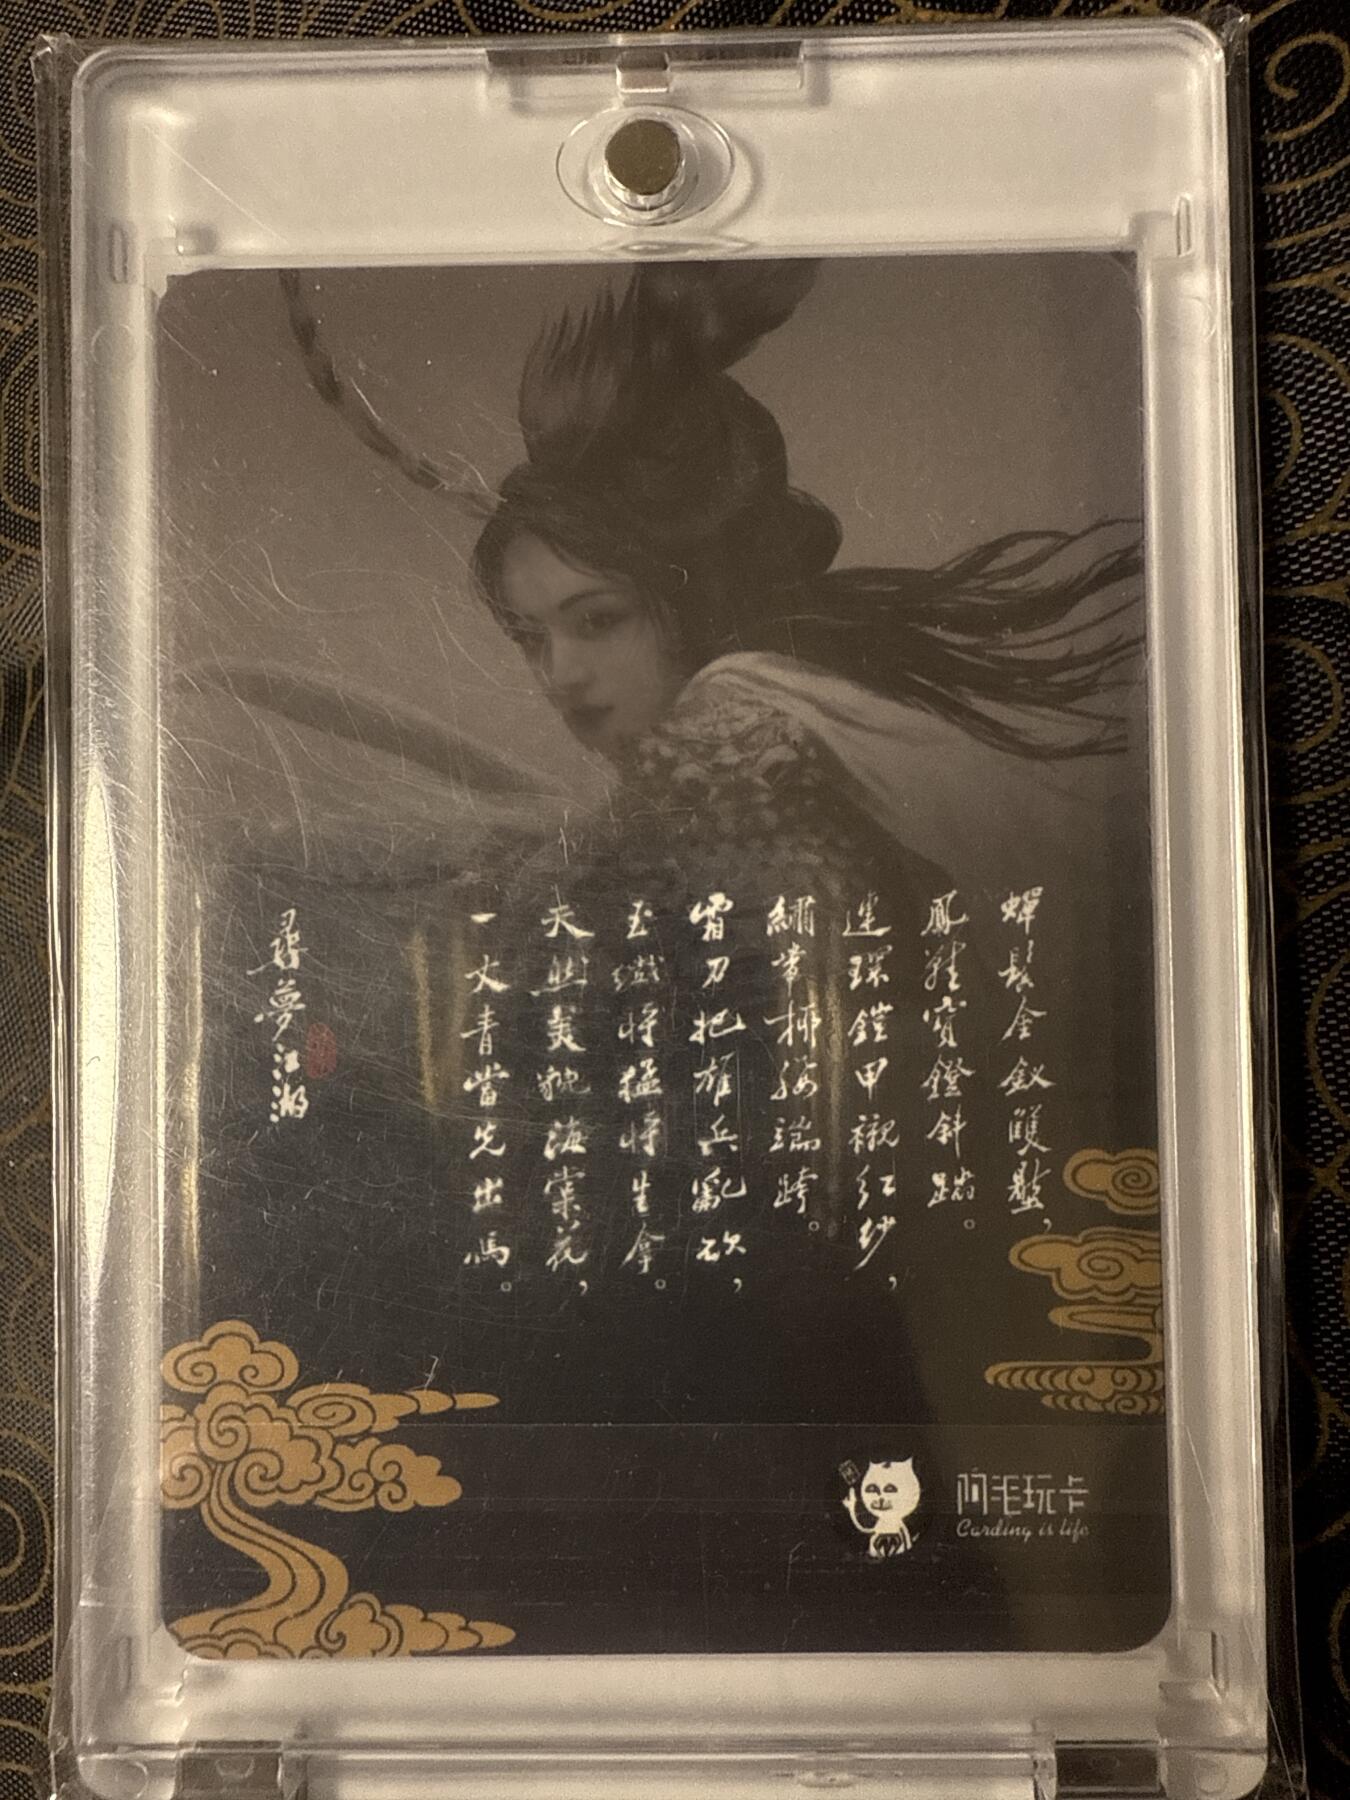 蟬鬂金釵雙壓，
鳳鞋寶鐙斜踏。
連環鎧甲襯紅紗，
繡帶柳腰端跨。
霜刀把雄兵亂砍，
玉纖將猛將生拿。
天然美貌海棠花，
一丈青當先出馬。
尋夢江湖
阿毛玩卡
Carding is life